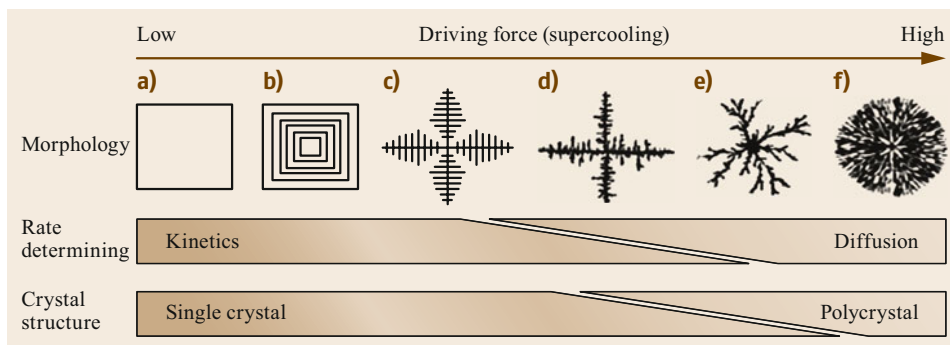 Low Driving force (supercooling) High
a) b) c) d) e) f)
Morphology
Rate
determining
Kinetics Diffusion
Crystal
structure
Single crystal Polycrystal